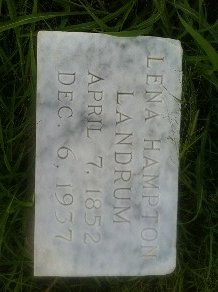 LENA HAMPTON
LANDRUM
APRIL 7, 1852
DEC. 6, 1937